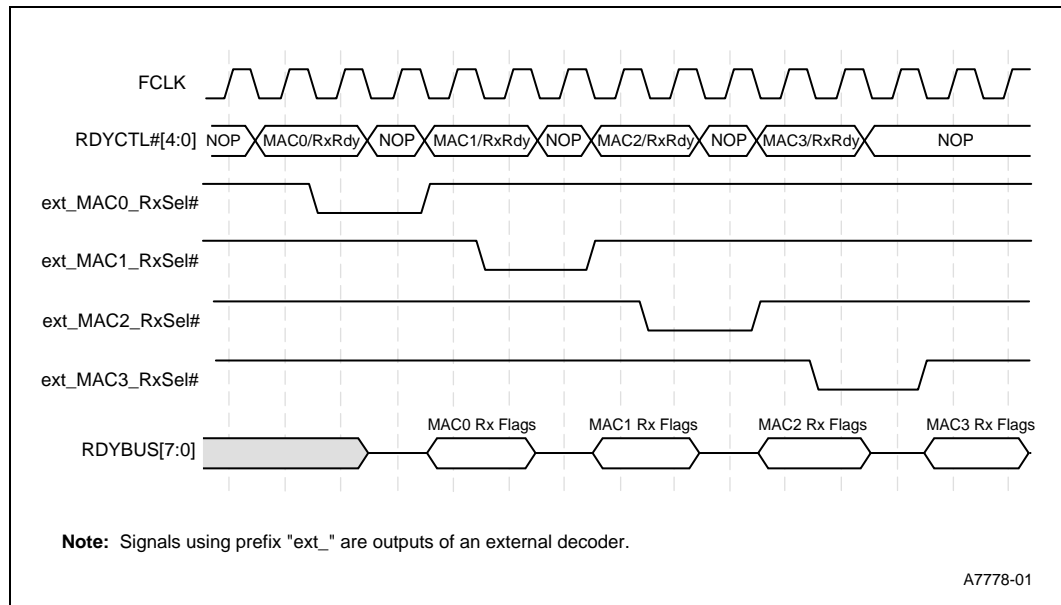 FCLK
RDYCTL#[4:0] NOP MAC0/RxRdy NOP MAC1/RxRdy NOP MAC2/RxRdy NOP MAC3/RxRdy NOP
ext_MAC0_RxSel#
ext_MAC1_RxSel#
ext_MAC2_RxSel#
ext_MAC3_RxSel#
MAC0 Rx Flags MAC1 Rx Flags MAC2 Rx Flags MAC3 Rx Flags
RDYBUS[7:0]
Note: Signals using prefix "ext_" are outputs of an external decoder.
A7778-01